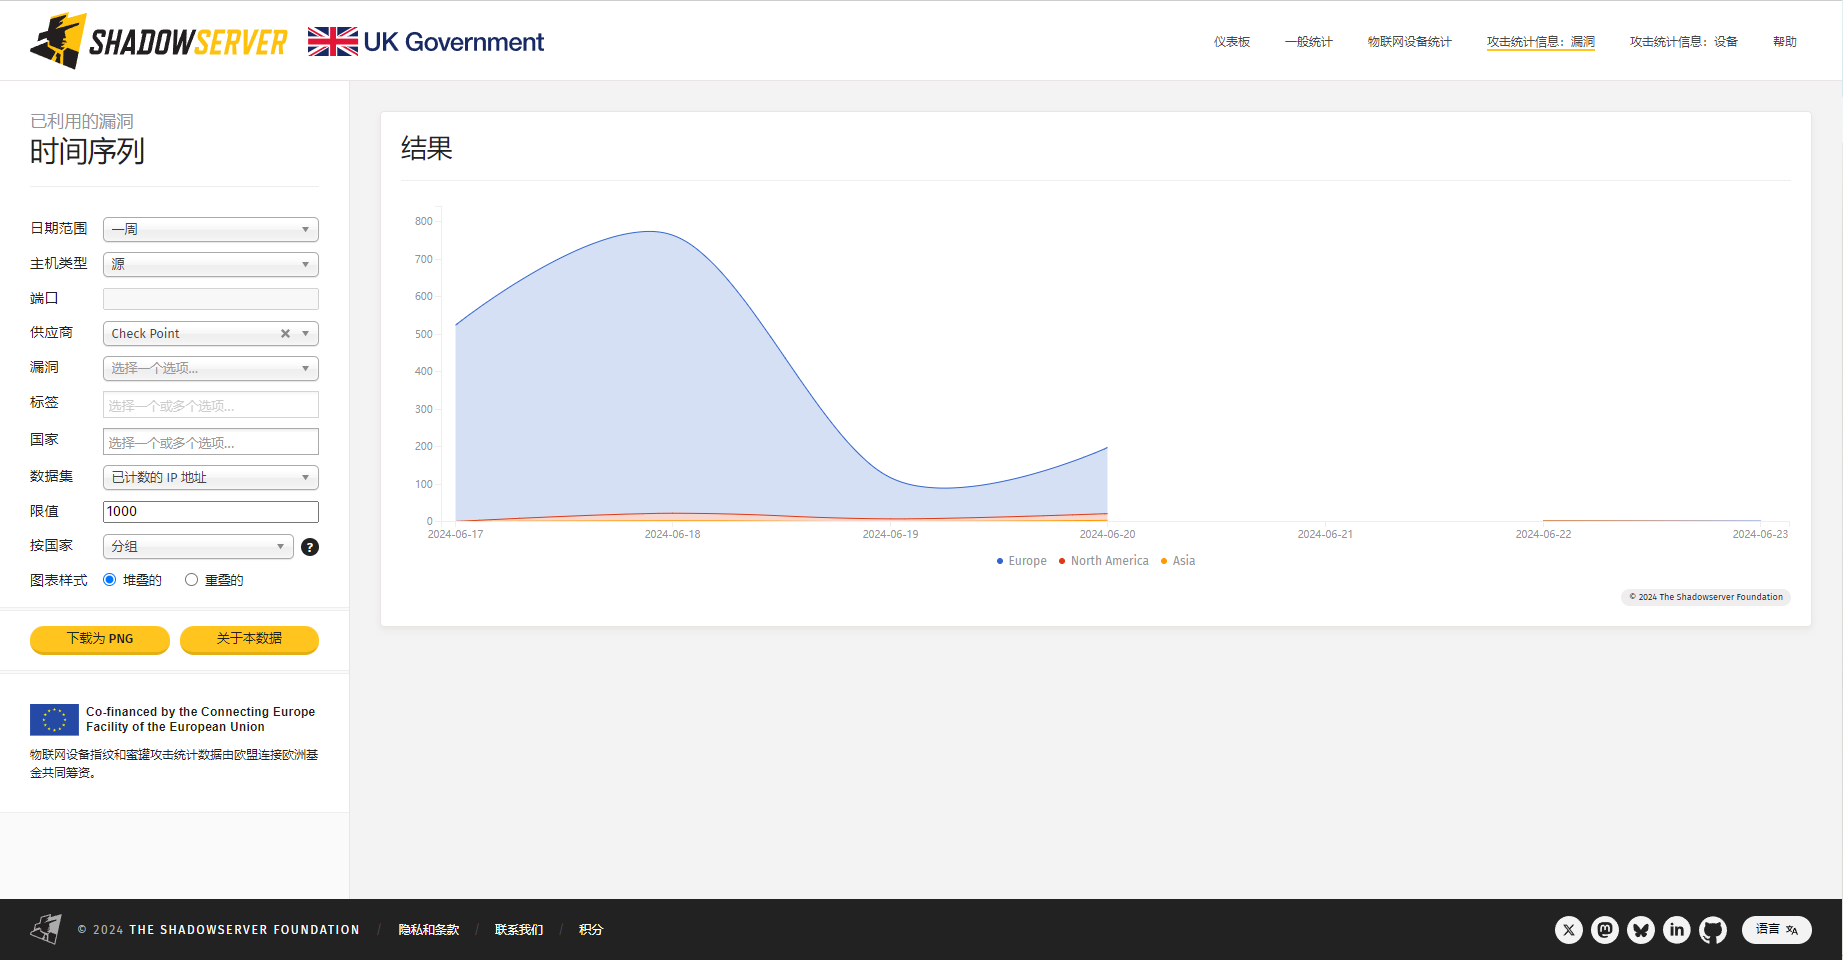 SHADOWSERVER
UK Government
仪表板
一般统计
物联网设备统计
攻击统计信息：漏洞
攻击统计信息：设备
帮助
已利用的漏洞
时间序列
日期范围 一周
主机类型 源
端口
供应商 Check Point
漏洞 选择一个选项...
标签 选择一个或多个选项...
国家 选择一个或多个选项...
数据集 已计数的 IP 地址
限值 1000
按国家 分组 ?
图表样式 堆叠的 重叠的
下载为 PNG
关于本数据
Co-financed by the Connecting Europe
Facility of the European Union
物联网设备指纹和蜜罐攻击统计数据由欧盟连接欧洲基
金共同筹资。
结果
800
700
600
500
400
300
200
100
0
2024-06-17 2024-06-18 2024-06-19 2024-06-20 2024-06-21 2024-06-22 2024-06-23
Europe North America Asia
© 2024 The Shadowserver Foundation
© 2024 THE SHADOWSERVER FOUNDATION / 隐私和条款 / 联系我们 / 积分
语言